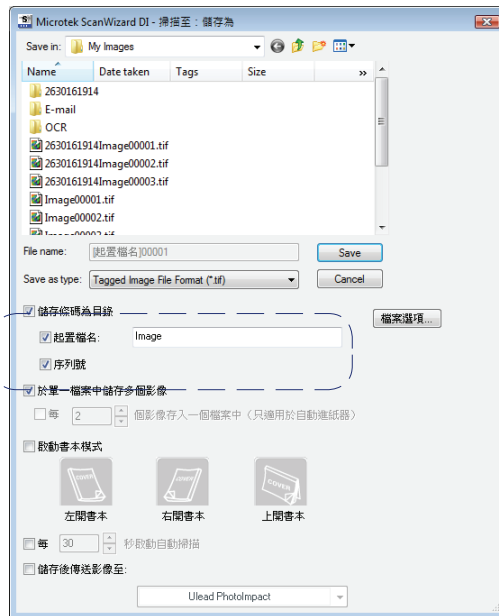 Microtek ScanWizard DI - 掃描至：儲存為
Save in: My Images
Name Date taken Tags Size »
2630161914
E-mail
OCR
2630161914Image00001.tif
2630161914Image00002.tif
2630161914Image00003.tif
Image00001.tif
Image00002.tif
File name: [起置檔名]00001 Save
Save as type: Tagged Image File Format (*.tif) Cancel
儲存條碼為目錄 檔案選項...
起置檔名: Image
序列號
於單一檔案中儲存多個影像
每 2 個影像存入一個檔案中（只適用於自動進紙器）
啟動書本模式
COVER COVER COVER
左開書本 右開書本 上開書本
每 30 秒啟動自動掃描
儲存後傳送影像至:
Ulead PhotoImpact